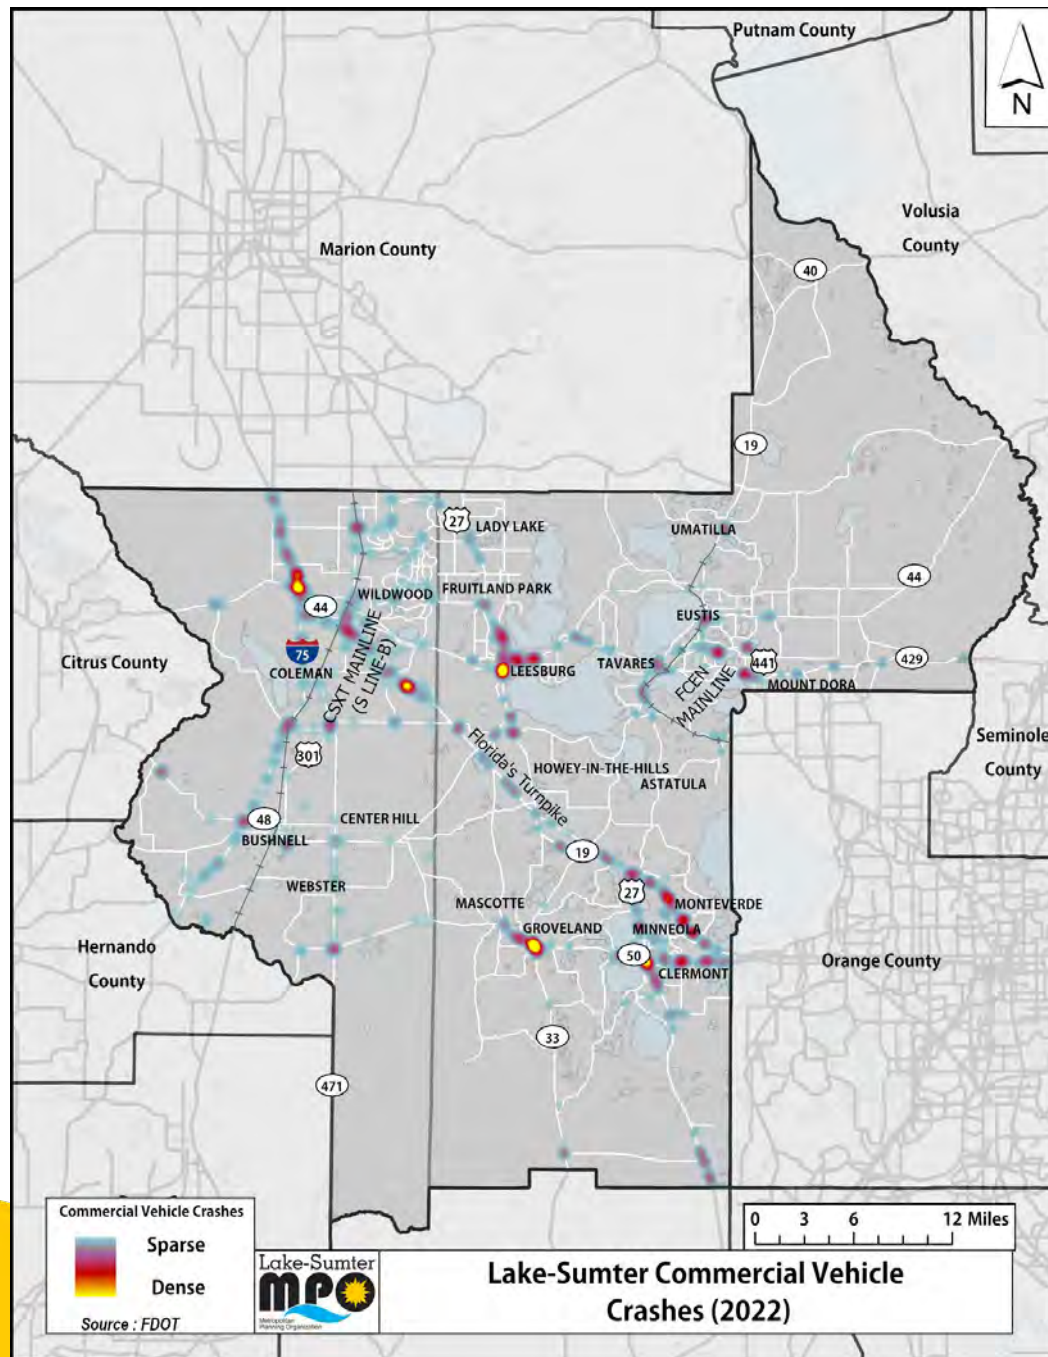 Putnam County
N
Volusia
County
Marion County
40
19
27
LADY LAKE
UMATILLA
44
FRUITLAND PARK
WILDWOOD
44
EUSTIS
75
Citrus County
COLEMAN
CSXT MAINLINE
(S LINE-B)
LEESBURG
TAVARES
FCEN
MAINLINE
441
429
MOUNT DORA
301
Florida's Turnpike
Seminole
County
HOWEY-IN-THE-HILLS
ASTATULA
48
BUSHNELL
CENTER HILL
19
WEBSTER
27
MASCOTTE
MONTEVERDE
GROVELAND
MINNEOLA
Hernando
County
50
CLERMONT
Orange County
33
471
Commercial Vehicle Crashes
Sparse
Dense
Source : FDOT
0 3 6 12 Miles
Lake-Sumter
MPO
Metropolitan
Planning Organization
Lake-Sumter Commercial Vehicle
Crashes (2022)